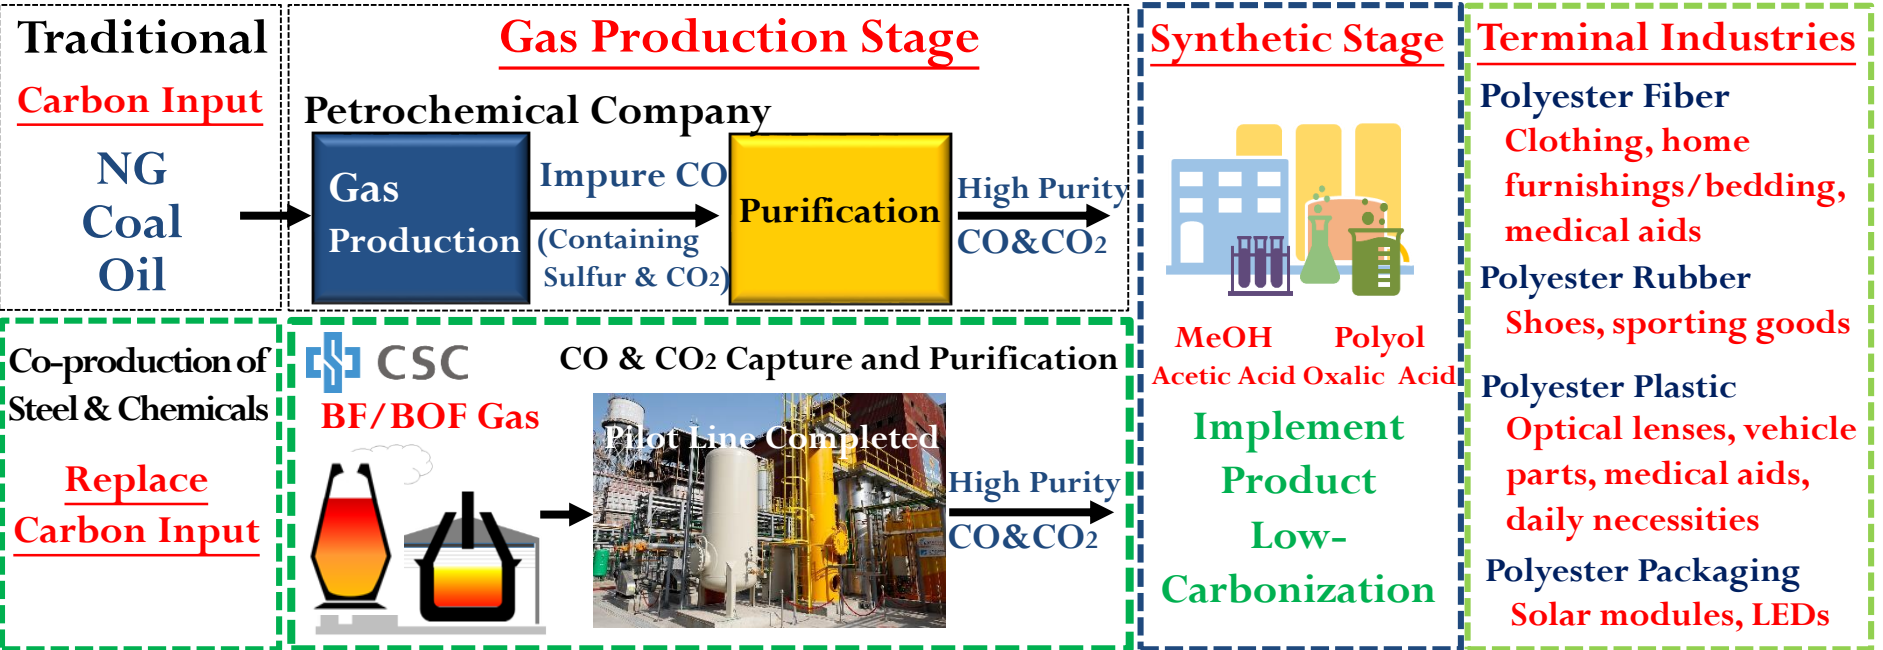 Traditional
Carbon Input
NG
Coal
Oil
Gas Production Stage
Petrochemical Company
Gas
Production
Impure CO
(Containing
Sulfur & CO2)
Purification
High Purity
CO&CO2
Co-production of
Steel & Chemicals
Replace
Carbon Input
CSC
BF/BOF Gas
CO & CO2 Capture and Purification
Pilot Line Completed
High Purity
CO&CO2
Synthetic Stage
MeOH Polyol
Acetic Acid Oxalic Acid
Implement
Product
Low-
Carbonization
Terminal Industries
Polyester Fiber
Clothing, home
furnishings/bedding,
medical aids
Polyester Rubber
Shoes, sporting goods
Polyester Plastic
Optical lenses, vehicle
parts, medical aids,
daily necessities
Polyester Packaging
Solar modules, LEDs